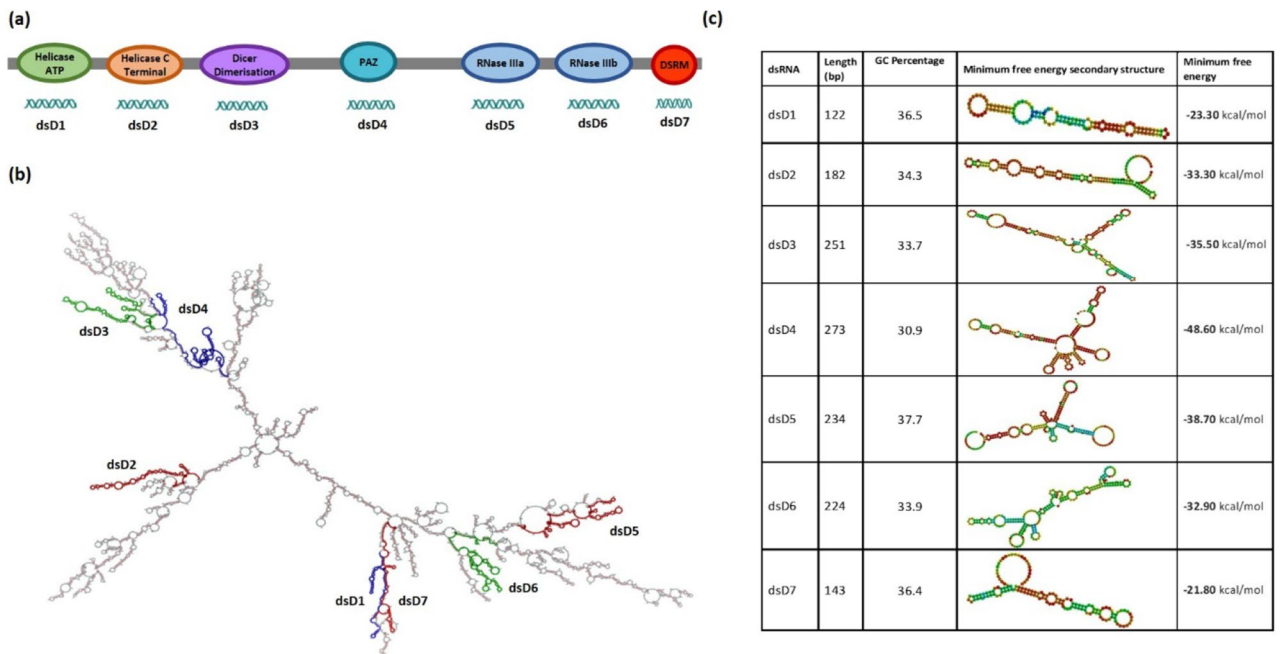 (a)
Helicase
ATP
Helicase C
Terminal
Dicer
Dimerisation
PAZ
RNase IIIa
RNase IIIb
DSRM
dsD1
dsD2
dsD3
dsD4
dsD5
dsD6
dsD7
(b)
dsD4
dsD3
dsD2
dsD5
dsD6
dsD1
dsD7
(c)
dsRNA Length (bp) GC Percentage Minimum free energy secondary structure Minimum free energy
dsD1 122 36.5 -23.30 kcal/mol
dsD2 182 34.3 -33.30 kcal/mol
dsD3 251 33.7 -35.50 kcal/mol
dsD4 273 30.9 -48.60 kcal/mol
dsD5 234 37.7 -38.70 kcal/mol
dsD6 224 33.9 -32.90 kcal/mol
dsD7 143 36.4 -21.80 kcal/mol